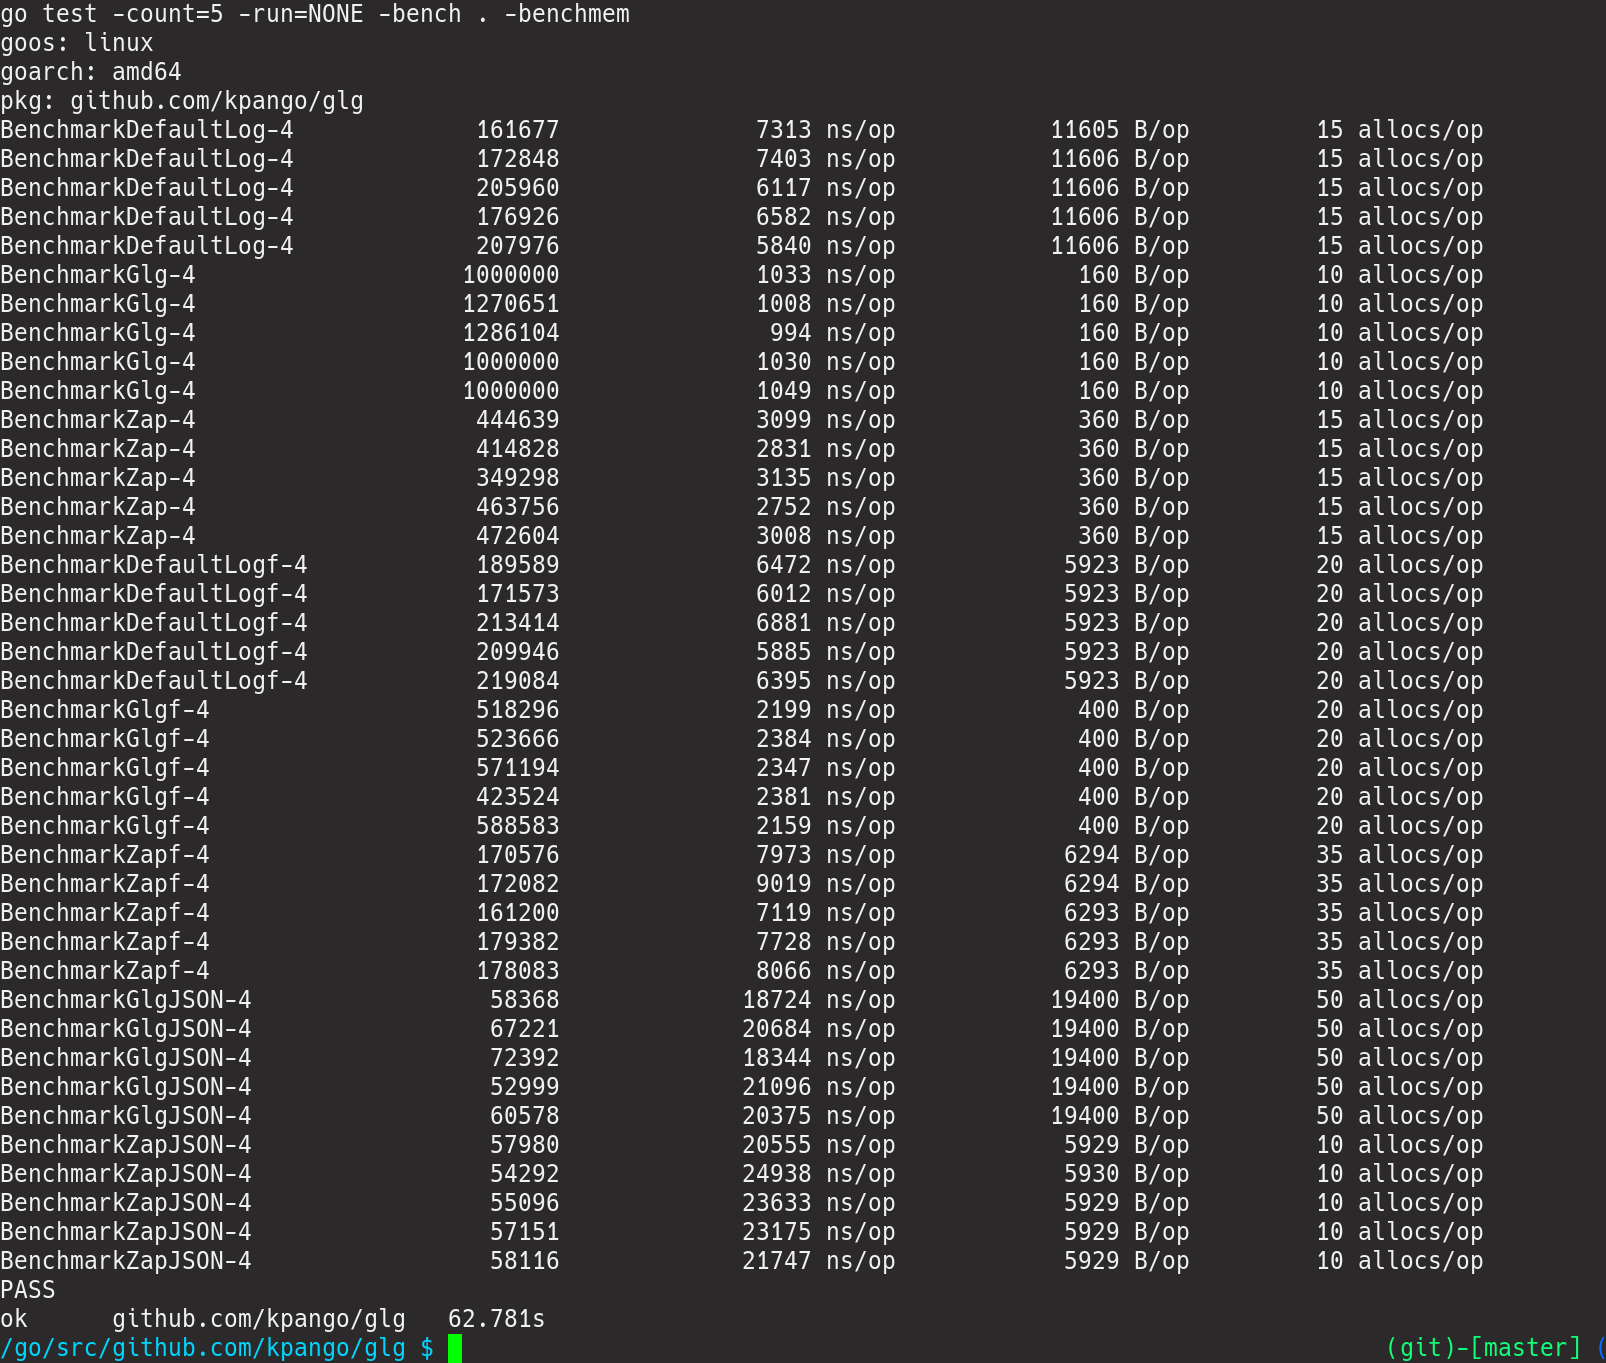 go test -count=5 -run=NONE -bench . -benchmem
goos: linux
goarch: amd64
pkg: github.com/kpango/glg
BenchmarkDefaultLog-4 161677 7313 ns/op 11605 B/op 15 allocs/op
BenchmarkDefaultLog-4 172848 7403 ns/op 11606 B/op 15 allocs/op
BenchmarkDefaultLog-4 205960 6117 ns/op 11606 B/op 15 allocs/op
BenchmarkDefaultLog-4 176926 6582 ns/op 11606 B/op 15 allocs/op
BenchmarkDefaultLog-4 207976 5840 ns/op 11606 B/op 15 allocs/op
BenchmarkGlg-4 1000000 1033 ns/op 160 B/op 10 allocs/op
BenchmarkGlg-4 1270651 1008 ns/op 160 B/op 10 allocs/op
BenchmarkGlg-4 1286104 994 ns/op 160 B/op 10 allocs/op
BenchmarkGlg-4 1000000 1030 ns/op 160 B/op 10 allocs/op
BenchmarkGlg-4 1000000 1049 ns/op 160 B/op 10 allocs/op
BenchmarkZap-4 444639 3099 ns/op 360 B/op 15 allocs/op
BenchmarkZap-4 414828 2831 ns/op 360 B/op 15 allocs/op
BenchmarkZap-4 349298 3135 ns/op 360 B/op 15 allocs/op
BenchmarkZap-4 463756 2752 ns/op 360 B/op 15 allocs/op
BenchmarkZap-4 472604 3008 ns/op 360 B/op 15 allocs/op
BenchmarkDefaultLogf-4 189589 6472 ns/op 5923 B/op 20 allocs/op
BenchmarkDefaultLogf-4 171573 6012 ns/op 5923 B/op 20 allocs/op
BenchmarkDefaultLogf-4 213414 6881 ns/op 5923 B/op 20 allocs/op
BenchmarkDefaultLogf-4 209946 5885 ns/op 5923 B/op 20 allocs/op
BenchmarkDefaultLogf-4 219084 6395 ns/op 5923 B/op 20 allocs/op
BenchmarkGlgf-4 518296 2199 ns/op 400 B/op 20 allocs/op
BenchmarkGlgf-4 523666 2384 ns/op 400 B/op 20 allocs/op
BenchmarkGlgf-4 571194 2347 ns/op 400 B/op 20 allocs/op
BenchmarkGlgf-4 423524 2381 ns/op 400 B/op 20 allocs/op
BenchmarkGlgf-4 588583 2159 ns/op 400 B/op 20 allocs/op
BenchmarkZapf-4 170576 7973 ns/op 6294 B/op 35 allocs/op
BenchmarkZapf-4 172082 9019 ns/op 6294 B/op 35 allocs/op
BenchmarkZapf-4 161200 7119 ns/op 6293 B/op 35 allocs/op
BenchmarkZapf-4 179382 7728 ns/op 6293 B/op 35 allocs/op
BenchmarkZapf-4 178083 8066 ns/op 6293 B/op 35 allocs/op
BenchmarkGlgJSON-4 58368 18724 ns/op 19400 B/op 50 allocs/op
BenchmarkGlgJSON-4 67221 20684 ns/op 19400 B/op 50 allocs/op
BenchmarkGlgJSON-4 72392 18344 ns/op 19400 B/op 50 allocs/op
BenchmarkGlgJSON-4 52999 21096 ns/op 19400 B/op 50 allocs/op
BenchmarkGlgJSON-4 60578 20375 ns/op 19400 B/op 50 allocs/op
BenchmarkZapJSON-4 57980 20555 ns/op 5929 B/op 10 allocs/op
BenchmarkZapJSON-4 54292 24938 ns/op 5930 B/op 10 allocs/op
BenchmarkZapJSON-4 55096 23633 ns/op 5929 B/op 10 allocs/op
BenchmarkZapJSON-4 57151 23175 ns/op 5929 B/op 10 allocs/op
BenchmarkZapJSON-4 58116 21747 ns/op 5929 B/op 10 allocs/op
PASS
ok github.com/kpango/glg 62.781s
/go/src/github.com/kpango/glg $ (git)-[master] (